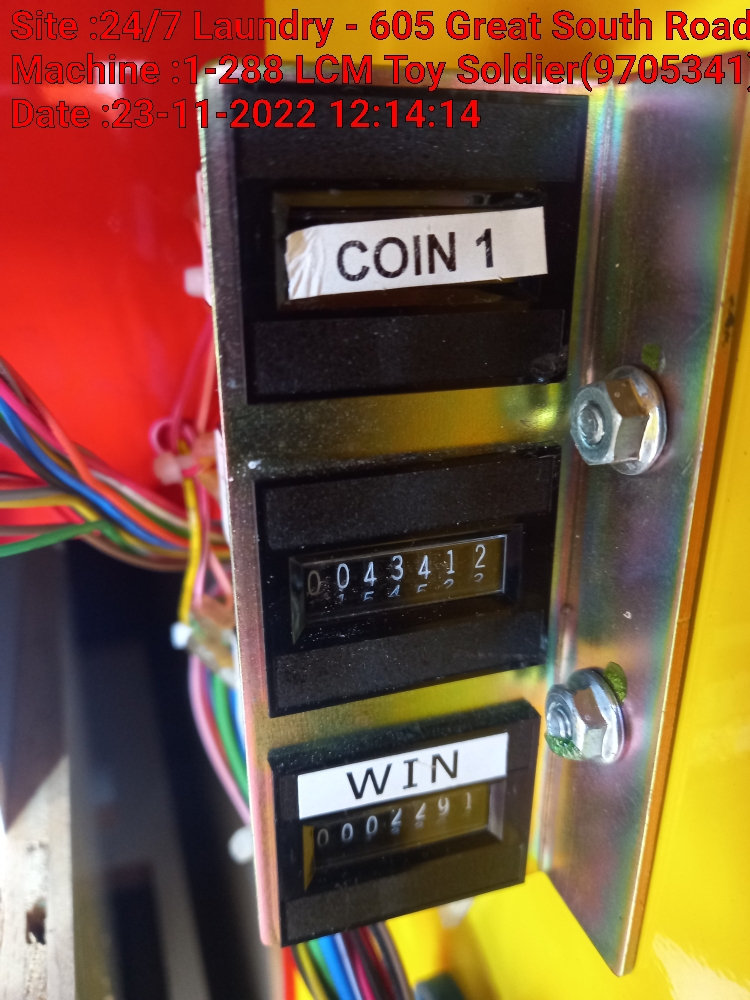 Site :24/7 Laundry - 605 Great South Road
Machine :1-288 LCM Toy Soldier(9705341)
Date :23-11-2022 12:14:14
COIN 1
0043412
WIN
0002291